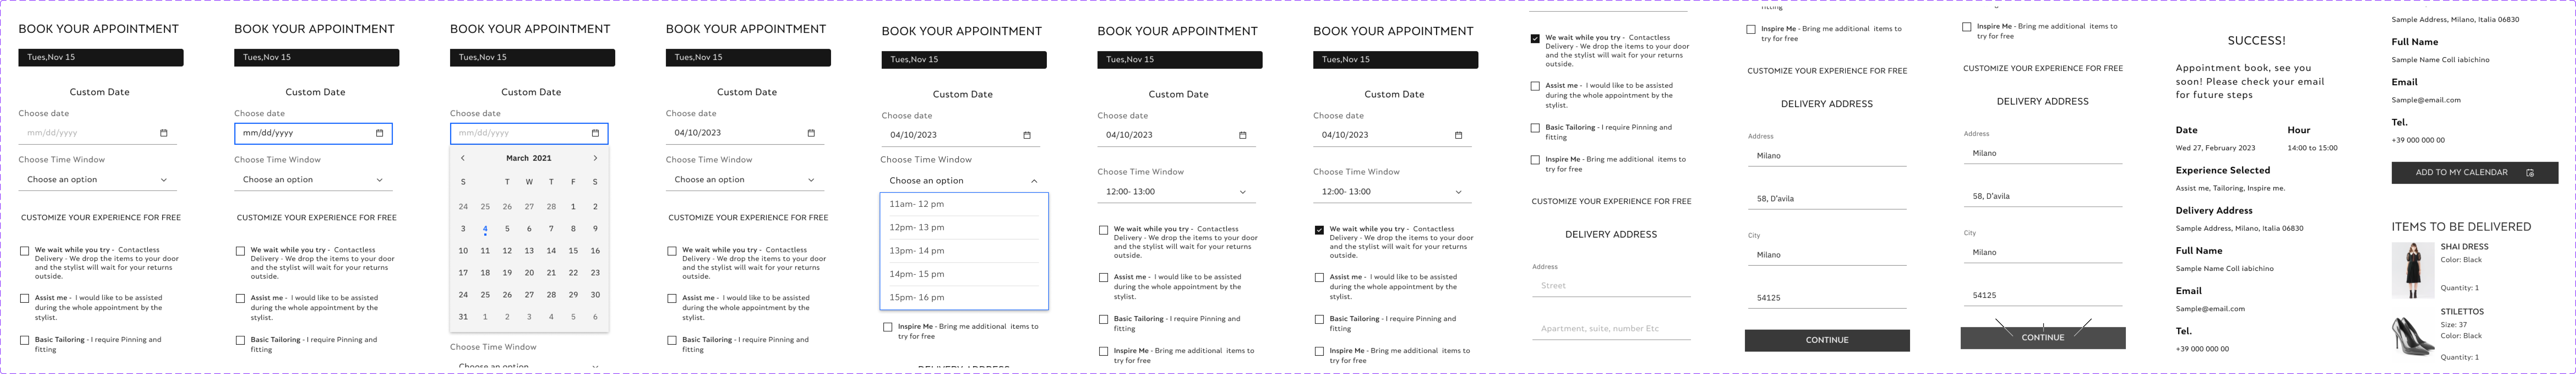 BOOK YOUR APPOINTMENT
Tues,Nov 15
Custom Date
Choose date
mm/dd/yyyy
Choose Time Window
Choose an option
CUSTOMIZE YOUR EXPERIENCE FOR FREE
We wait while you try - Contactless
Delivery - We drop the items to your door
and the stylist will wait for your returns
outside.
Assist me - I would like to be assisted
during the whole appointment by the
stylist.
Basic Tailoring - I require Pinning and
fitting
BOOK YOUR APPOINTMENT
Tues,Nov 15
Custom Date
Choose date
mm/dd/yyyy
Choose Time Window
Choose an option
CUSTOMIZE YOUR EXPERIENCE FOR FREE
We wait while you try - Contactless
Delivery - We drop the items to your door
and the stylist will wait for your returns
outside.
Assist me - I would like to be assisted
during the whole appointment by the
stylist.
Basic Tailoring - I require Pinning and
fitting
BOOK YOUR APPOINTMENT
Tues,Nov 15
Custom Date
Choose date
mm/dd/yyyy
March 2021
S T W T F S
24 25 26 27 28 1 2
3 4 5 6 7 8 9
10 11 12 13 14 15 16
17 18 19 20 21 22 23
24 25 26 27 28 29 30
31 1 2 3 4 5 6
Choose Time Window
Choose an option
BOOK YOUR APPOINTMENT
Tues,Nov 15
Custom Date
Choose date
04/10/2023
Choose Time Window
Choose an option
CUSTOMIZE YOUR EXPERIENCE FOR FREE
We wait while you try - Contactless
Delivery - We drop the items to your door
and the stylist will wait for your returns
outside.
Assist me - I would like to be assisted
during the whole appointment by the
stylist.
Basic Tailoring - I require Pinning and
fitting
BOOK YOUR APPOINTMENT
Tues,Nov 15
Custom Date
Choose date
04/10/2023
Choose Time Window
Choose an option
11am- 12 pm
12pm- 13 pm
13pm- 14 pm
14pm- 15 pm
15pm- 16 pm
Inspire Me - Bring me additional items to
try for free
DELIVERY ADDRESS
BOOK YOUR APPOINTMENT
Tues,Nov 15
Custom Date
Choose date
04/10/2023
Choose Time Window
12:00- 13:00
We wait while you try - Contactless
Delivery - We drop the items to your door
and the stylist will wait for your returns
outside.
Assist me - I would like to be assisted
during the whole appointment by the
stylist.
Basic Tailoring - I require Pinning and
fitting
Inspire Me - Bring me additional items to
try for free
BOOK YOUR APPOINTMENT
Tues,Nov 15
Custom Date
Choose date
04/10/2023
Choose Time Window
12:00- 13:00
We wait while you try - Contactless
Delivery - We drop the items to your door
and the stylist will wait for your returns
outside.
Assist me - I would like to be assisted
during the whole appointment by the
stylist.
Basic Tailoring - I require Pinning and
fitting
Inspire Me - Bring me additional items to
try for free
We wait while you try - Contactless
Delivery - We drop the items to your door
and the stylist will wait for your returns
outside.
Assist me - I would like to be assisted
during the whole appointment by the
stylist.
Basic Tailoring - I require Pinning and
fitting
Inspire Me - Bring me additional items to
try for free
CUSTOMIZE YOUR EXPERIENCE FOR FREE
DELIVERY ADDRESS
Address
Street
Apartment, suite, number Etc
fitting
Inspire Me - Bring me additional items to
try for free
CUSTOMIZE YOUR EXPERIENCE FOR FREE
DELIVERY ADDRESS
Address
Milano
58, D'avila
City
Milano
54125
CONTINUE
Inspire Me - Bring me additional items to
try for free
CUSTOMIZE YOUR EXPERIENCE FOR FREE
DELIVERY ADDRESS
Address
Milano
58, D'avila
City
Milano
54125
CONTINUE
SUCCESS!
Appointment book, see you
soon! Please check your email
for future steps
Date Hour
Wed 27, February 2023 14:00 to 15:00
Experience Selected
Assist me, Tailoring, Inspire me.
Delivery Address
Sample Address, Milano, Italia 06830
Full Name
Sample Name Coll iabichino
Email
Sample@email.com
Tel.
+39 000 000 00
Sample Address, Milano, Italia 06830
Full Name
Sample Name Coll iabichino
Email
Sample@email.com
Tel.
+39 000 000 00
ADD TO MY CALENDAR
ITEMS TO BE DELIVERED
SHAI DRESS
Color: Black
Quantity: 1
STILETTOS
Size: 37
Color: Black
Quantity: 1